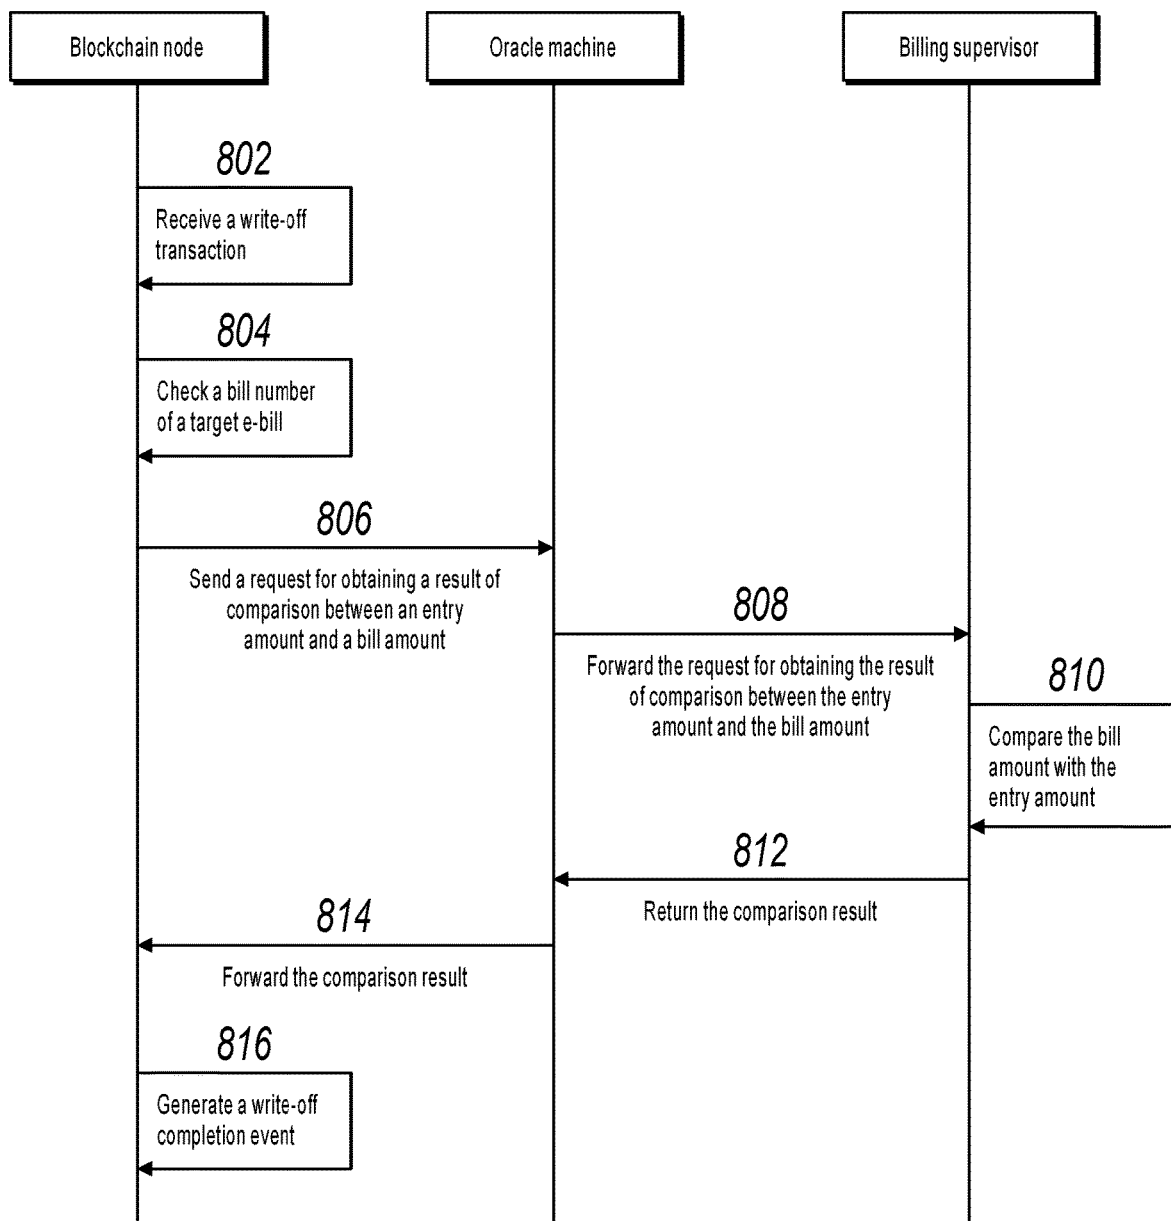 Blockchain node
Oracle machine
Billing supervisor
802
Receive a write-off
transaction
804
Check a bill number
of a target e-bill
806
Send a request for obtaining a result of
comparison between an entry
amount and a bill amount
808
Forward the request for obtaining the result
of comparison between the entry
amount and the bill amount
810
Compare the bill
amount with the
entry amount
812
Return the comparison result
814
Forward the comparison result
816
Generate a write-off
completion event